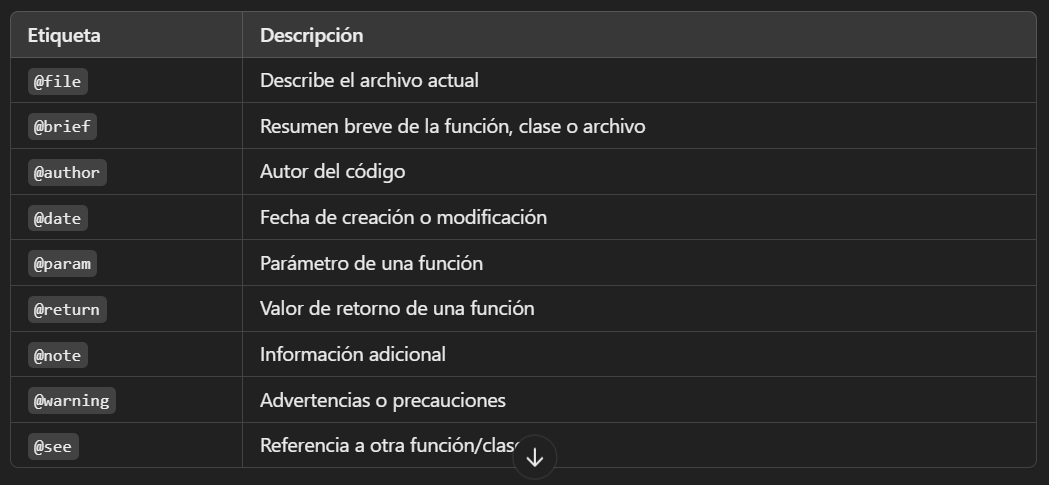 Etiqueta Descripción
@file Describe el archivo actual
@brief Resumen breve de la función, clase o archivo
@author Autor del código
@date Fecha de creación o modificación
@param Parámetro de una función
@return Valor de retorno de una función
@note Información adicional
@warning Advertencias o precauciones
@see Referencia a otra función/clase